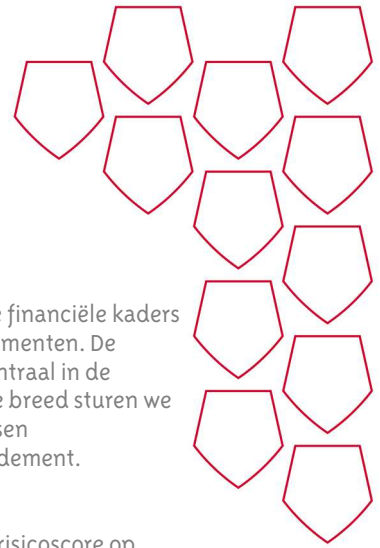 financiële kaders
menten. De
ntraal in de
e breed sturen we
sen
dement.
risicoscore op